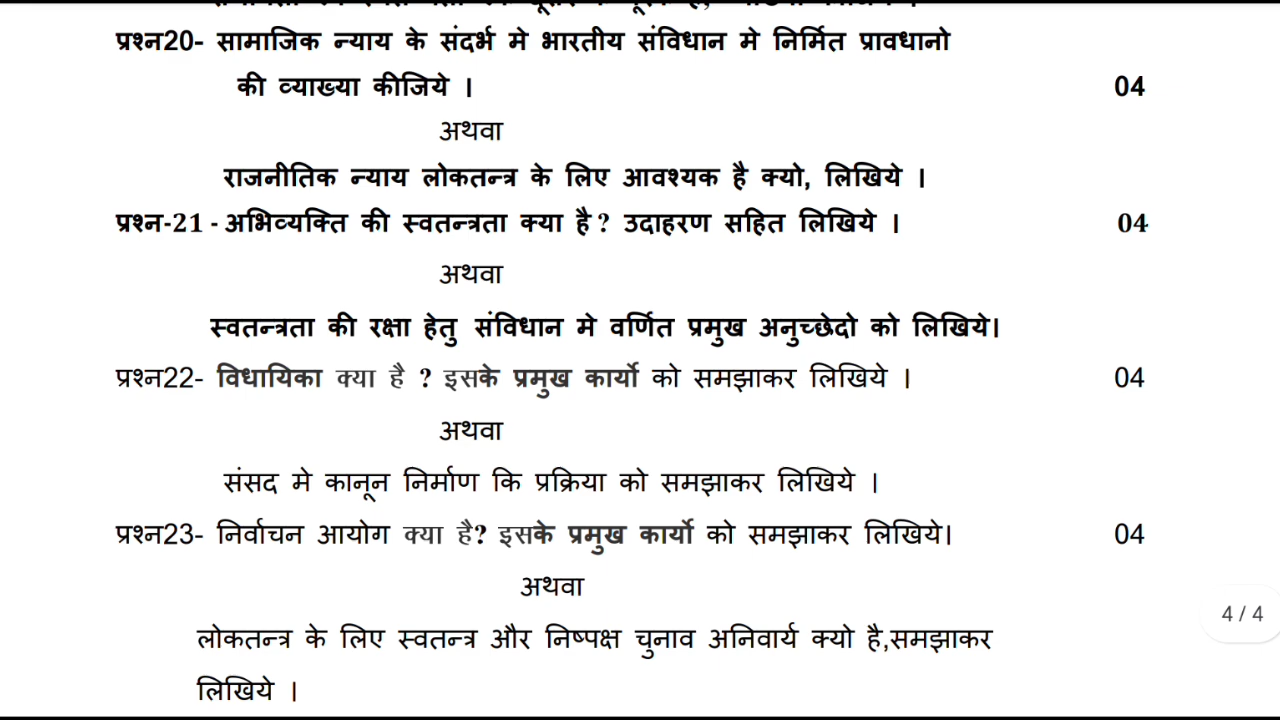 प्रश्न20- सामाजिक न्याय के संदर्भ मे भारतीय संविधान मे निर्मित प्रावधानो
की व्याख्या कीजिये । 04
अथवा
राजनीतिक न्याय लोकतन्त्र के लिए आवश्यक है क्यो, लिखिये ।
प्रश्न-21 - अभिव्यक्ति की स्वतन्त्रता क्या है ? उदाहरण सहित लिखिये । 04
अथवा
स्वतन्त्रता की रक्षा हेतु संविधान मे वर्णित प्रमुख अनुच्छेदो को लिखिये।
प्रश्न22- विधायिका क्या है ? इसके प्रमुख कार्यो को समझाकर लिखिये । 04
अथवा
संसद मे कानून निर्माण कि प्रक्रिया को समझाकर लिखिये ।
प्रश्न23- निर्वाचन आयोग क्या है? इसके प्रमुख कार्यो को समझाकर लिखिये। 04
अथवा
4 / 4
लोकतन्त्र के लिए स्वतन्त्र और निष्पक्ष चुनाव अनिवार्य क्यो है,समझाकर
लिखिये ।